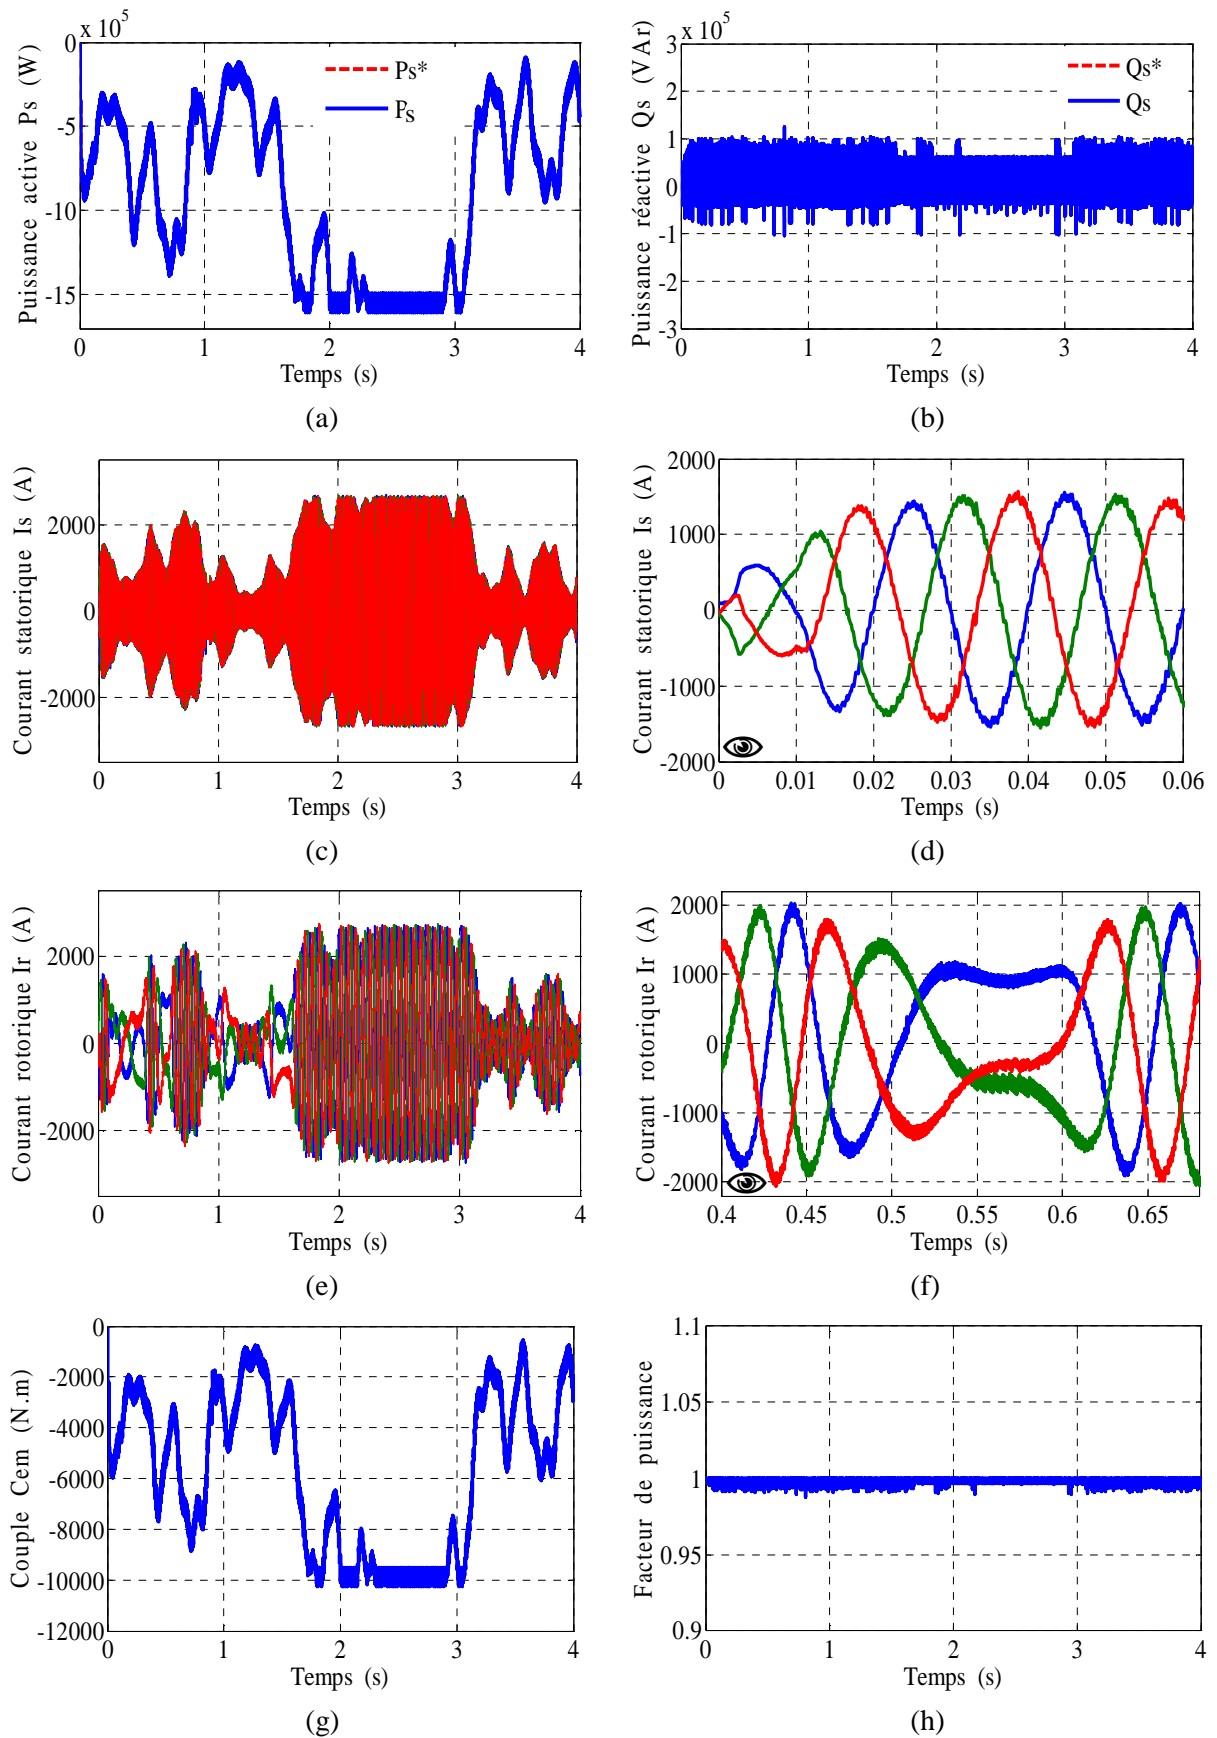 x 10^5
0
-5
-10
-15
0
1
2
3
4
Puissance active Ps (W)
Temps (s)
Ps*
Ps
(a)
x 10^5
3
2
1
0
-1
-2
-3
0
1
2
3
4
Puissance réactive Qs (VAr)
Temps (s)
Qs*
Qs
(b)
2000
0
-2000
0
1
2
3
4
Courant statorique Is (A)
Temps (s)
(c)
2000
1000
0
-1000
-2000
0
0.01
0.02
0.03
0.04
0.05
0.06
Courant statorique Is (A)
Temps (s)
(d)
2000
0
-2000
0
1
2
3
4
Courant rotorique Ir (A)
Temps (s)
(e)
2000
1000
0
-1000
-2000
0.4
0.45
0.5
0.55
0.6
0.65
Courant rotorique Ir (A)
Temps (s)
(f)
0
-2000
-4000
-6000
-8000
-10000
-12000
0
1
2
3
4
Couple Cem (N.m)
Temps (s)
(g)
1.1
1.05
1
0.95
0.9
0
1
2
3
4
Facteur de puissance
Temps (s)
(h)